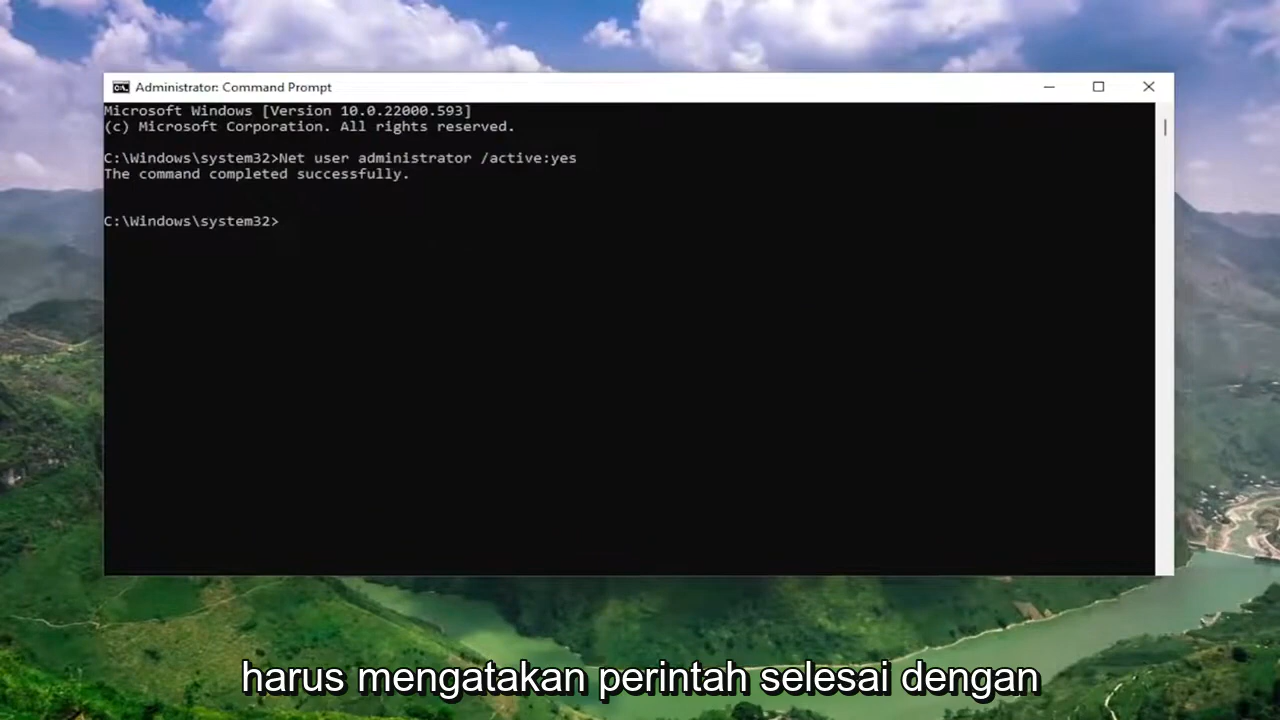 Administrator: Command Prompt
Microsoft Windows [Version 10.0.22000.593]
(c) Microsoft Corporation. All rights reserved.
C:\Windows\system32>Net user administrator /active:yes
The command completed successfully.
C:\Windows\system32>
harus mengatakan perintah selesai dengan